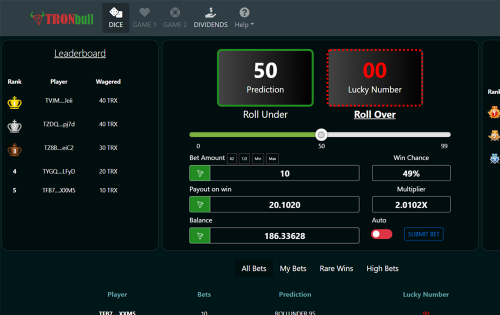 TRONbull
DICE
GAME 1
GAME 2
DIVIDENDS
Help
Leaderboard
Rank Player Wagered
TVJM...Jeii 40 TRX
TZDQ...pj7d 40 TRX
TZ8B...eiC2 30 TRX
4 TYGQ...LFyD 20 TRX
5 TFB7...XXM5 10 TRX
50
Prediction
00
Lucky Number
Roll Under
Roll Over
0 50 99
Bet Amount X2 1/2 Min Max
10
Win Chance
49%
Payout on win
20.1020
Multiplier
2.0102X
Balance
186.33628
Auto
SUBMIT BET
Rank
All Bets My Bets Rare Wins High Bets
Player Bets Prediction Lucky Number
TFB7...XXM5 10 ROLLUNDER 95